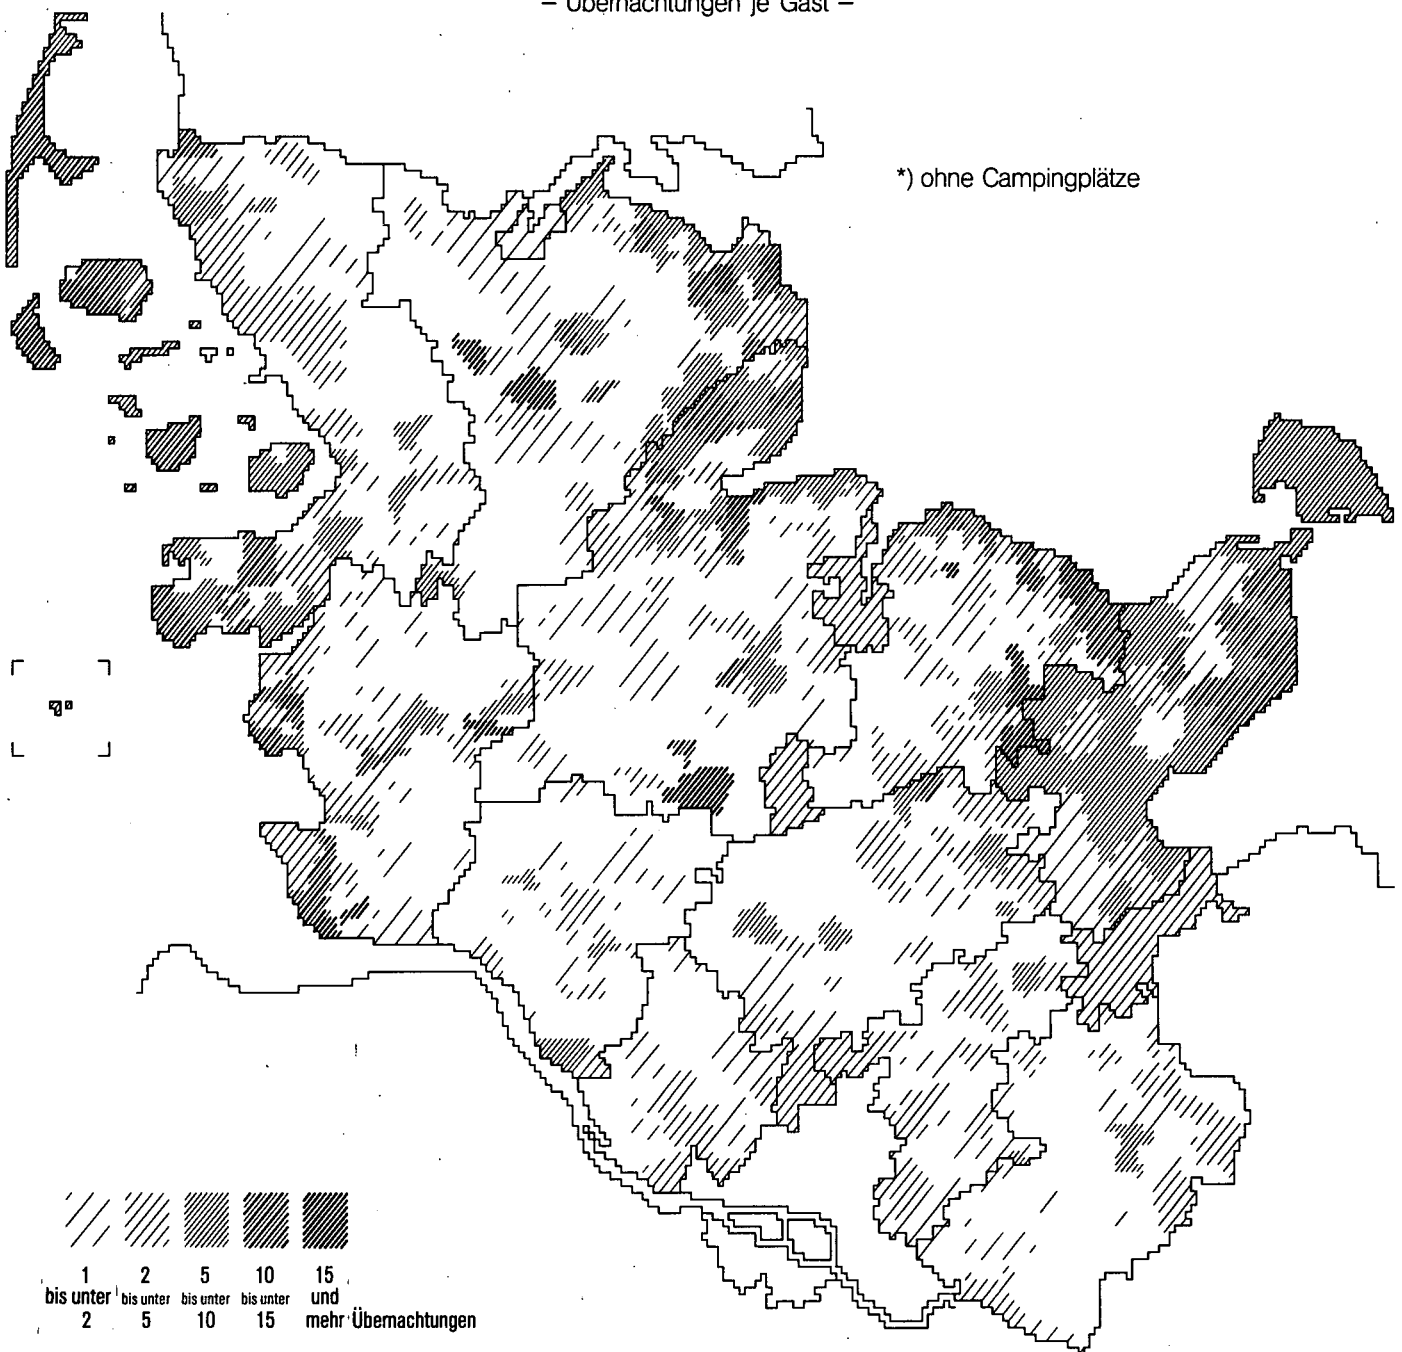 – Übernachtungen je Gast –
*) ohne Campingplätze
1 2 5 10 15
bis unter bis unter bis unter bis unter und
2 5 10 15 mehr Übernachtungen